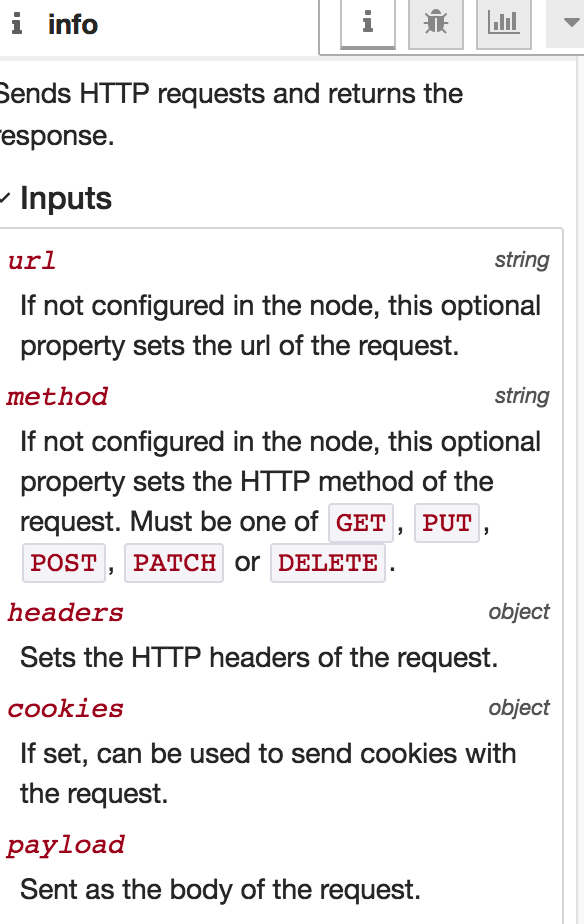 i info
Sends HTTP requests and returns the
response.
Inputs
url string
If not configured in the node, this optional
property sets the url of the request.
method string
If not configured in the node, this optional
property sets the HTTP method of the
request. Must be one of GET, PUT,
POST, PATCH or DELETE.
headers object
Sets the HTTP headers of the request.
cookies object
If set, can be used to send cookies with
the request.
payload
Sent as the body of the request.